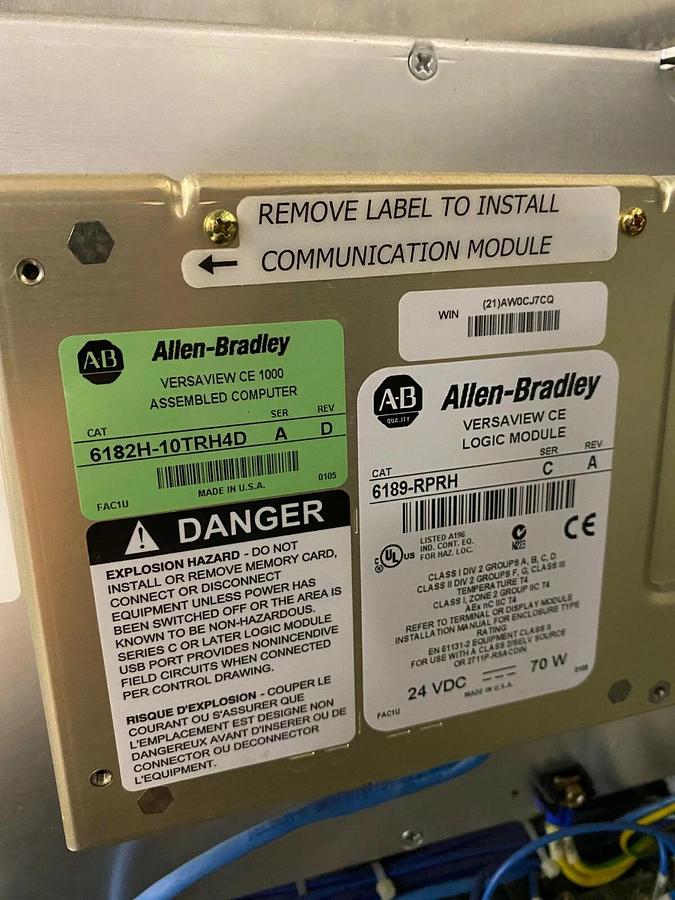 REMOVE LABEL TO INSTALL
COMMUNICATION MODULE
(21)AW0CJ7CQ
WIN
AB
Allen-Bradley
VERSAVIEW CE 1000
ASSEMBLED COMPUTER
CAT SER REV
6182H-10TRH4D A D
MADE IN U.S.A. 0105
FAC1U
DANGER
EXPLOSION HAZARD - DO NOT
INSTALL OR REMOVE MEMORY CARD,
CONNECT OR DISCONNECT
EQUIPMENT UNLESS POWER HAS
BEEN SWITCHED OFF OR THE AREA IS
KNOWN TO BE NON-HAZARDOUS.
SERIES C OR LATER LOGIC MODULE
USB PORT PROVIDES NONINCENDIVE
FIELD CIRCUITS WHEN CONNECTED
PER CONTROL DRAWING.
RISQUE D'EXPLOSION - COUPER LE
COURANT OU S'ASSURER QUE
L'EMPLACEMENT EST DESIGNE NON
DANGEREUX AVANT D'INSERER OU DE
CONNECTOR OU DECONNECTOR
L'EQUIPMENT.
A-B
QUALITY
Allen-Bradley
VERSAVIEW CE
LOGIC MODULE
CAT SER REV
6189-RPRH C A
c UL US
LISTED A196
IND. CONT. EQ.
FOR HAZ. LOC.
N223
CE
CLASS I DIV 2 GROUPS A, B, C, D
CLASS II DIV 2 GROUPS F, G, CLASS III
TEMPERATURE T4
CLASS I, ZONE 2 GROUP IIC T4
AEx nC IIC T4
REFER TO TERMINAL OR DISPLAY MODULE
INSTALLATION MANUAL FOR ENCLOSURE TYPE
RATING
EN 61131-2 EQUIPMENT CLASS II
FOR USE WITH A CLASS 2/SELV SOURCE
OR 2711P-RSACDIN
24 VDC 70 W
MADE IN U.S.A.
FAC1U